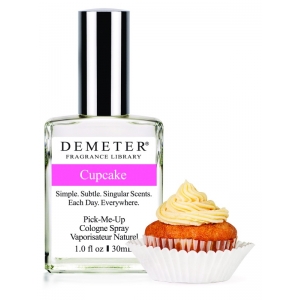 DEMETER®
FRAGRANCE LIBRARY
Cupcake
Simple. Subtle. Singular Scents.
Each Day. Everywhere.
Pick-Me-Up
Cologne Spray
Vaporisateur Naturel
1.0 fl oz 30ml